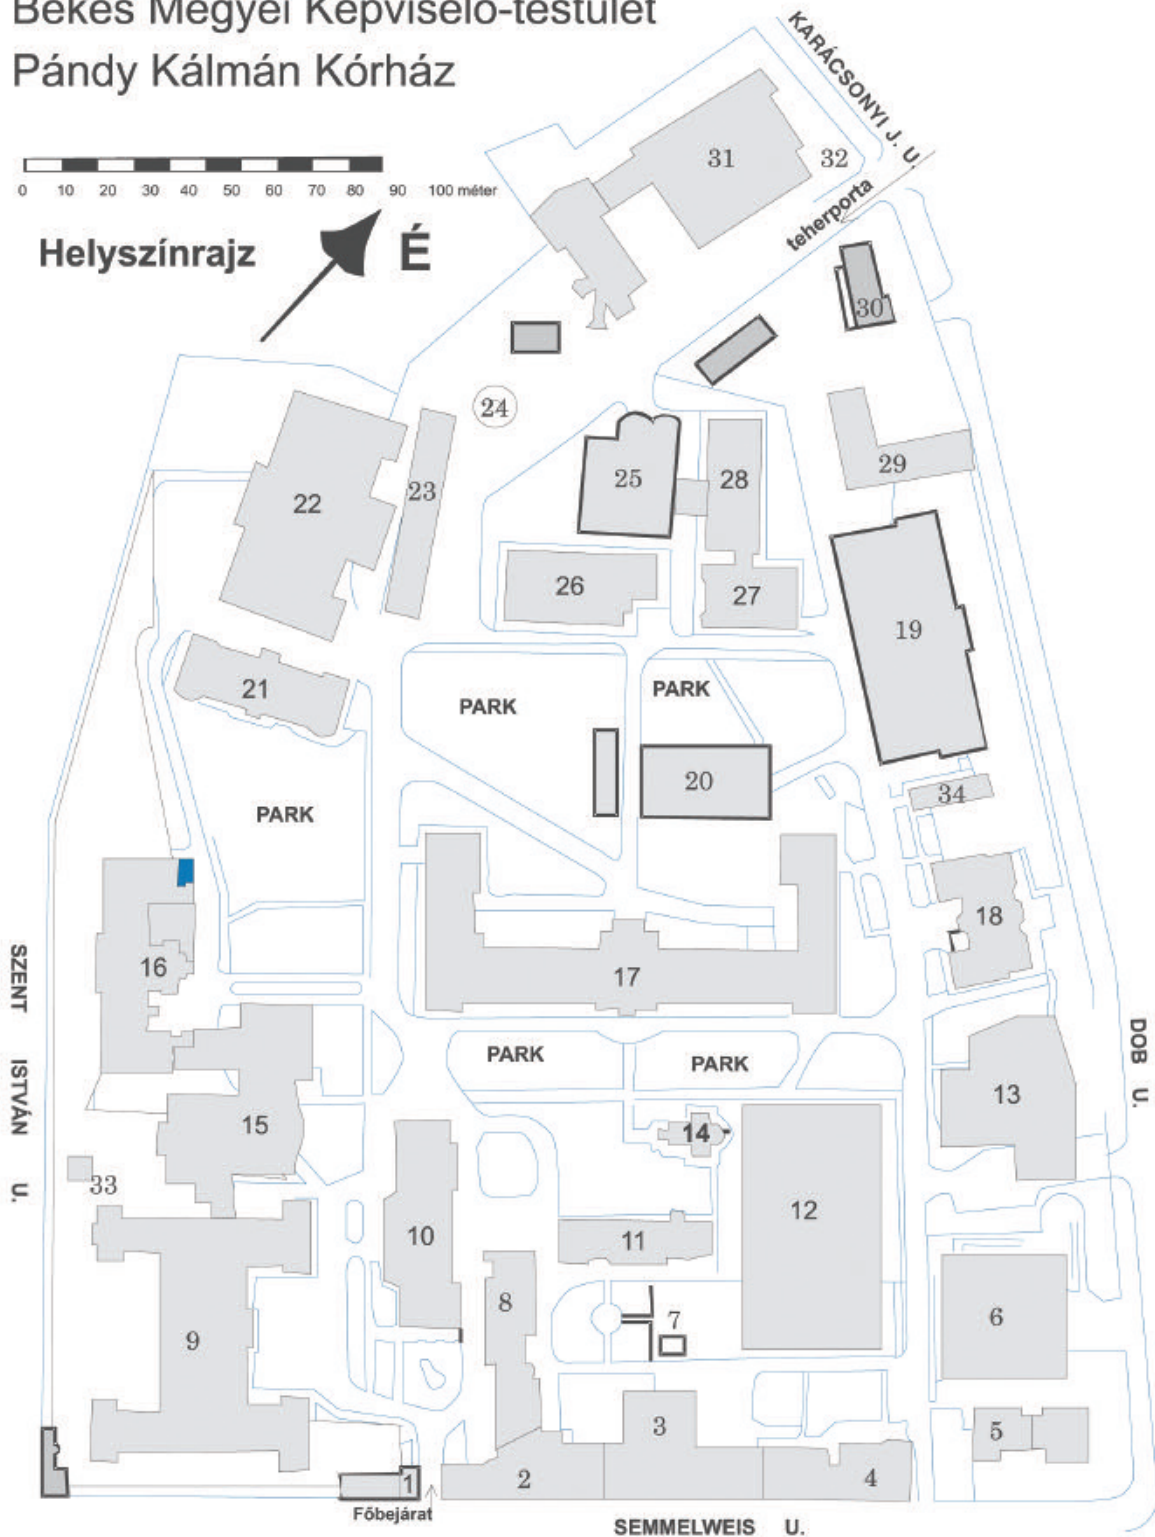 Békés Megyei Képviselő-testület
Pándy Kálmán Kórház
KARÁCSONYI J. U.
0 10 20 30 40 50 60 70 80 90 100 méter
Helyszínrajz
É
teherporta
31
32
30
24
22
23
25
28
29
26
27
19
21
PARK
PARK
20
34
PARK
18
16
17
SZENT ISTVÁN U.
DOB U.
PARK
PARK
13
15
14
33
10
11
12
8
7
6
9
3
5
1
2
4
Főbejárat
SEMMELWEIS U.